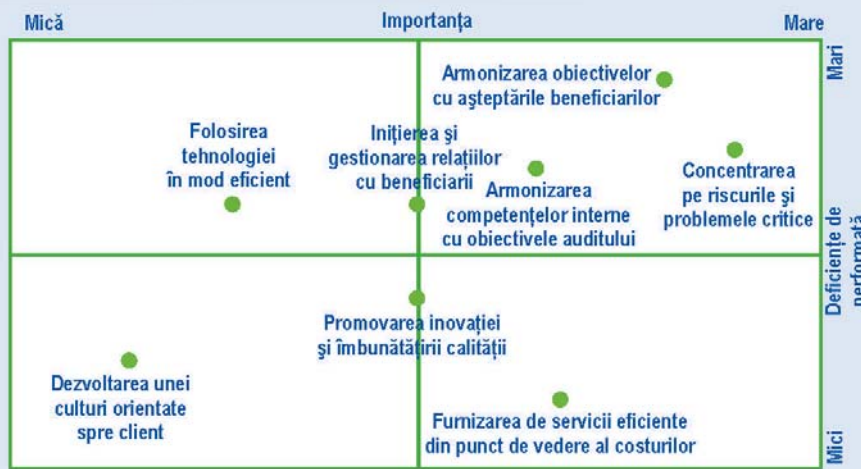 Mică
Importanța
Mare
Armonizarea obiectivelor
cu așteptările beneficiarilor
Mari
Folosirea
tehnologiei
în mod eficient
Inițierea și
gestionarea relațiilor
cu beneficiarii
Armonizarea
competențelor interne
cu obiectivele auditului
Concentrarea
pe riscurile și
problemele critice
Deficiențe de
performată
Promovarea inovației
și îmbunătățirii calității
Dezvoltarea unei
culturi orientate
spre client
Furnizarea de servicii eficiente
din punct de vedere al costurilor
Mici